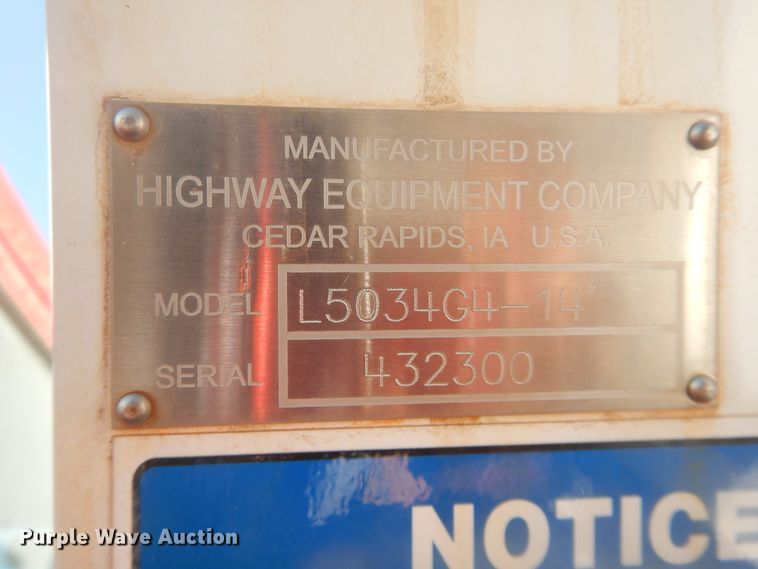 MANUFACTURED BY
HIGHWAY EQUIPMENT COMPANY
CEDAR RAPIDS, IA U.S.A.
MODEL L5034G4-14'
SERIAL 432300
NOTICE
Purple Wave Auction